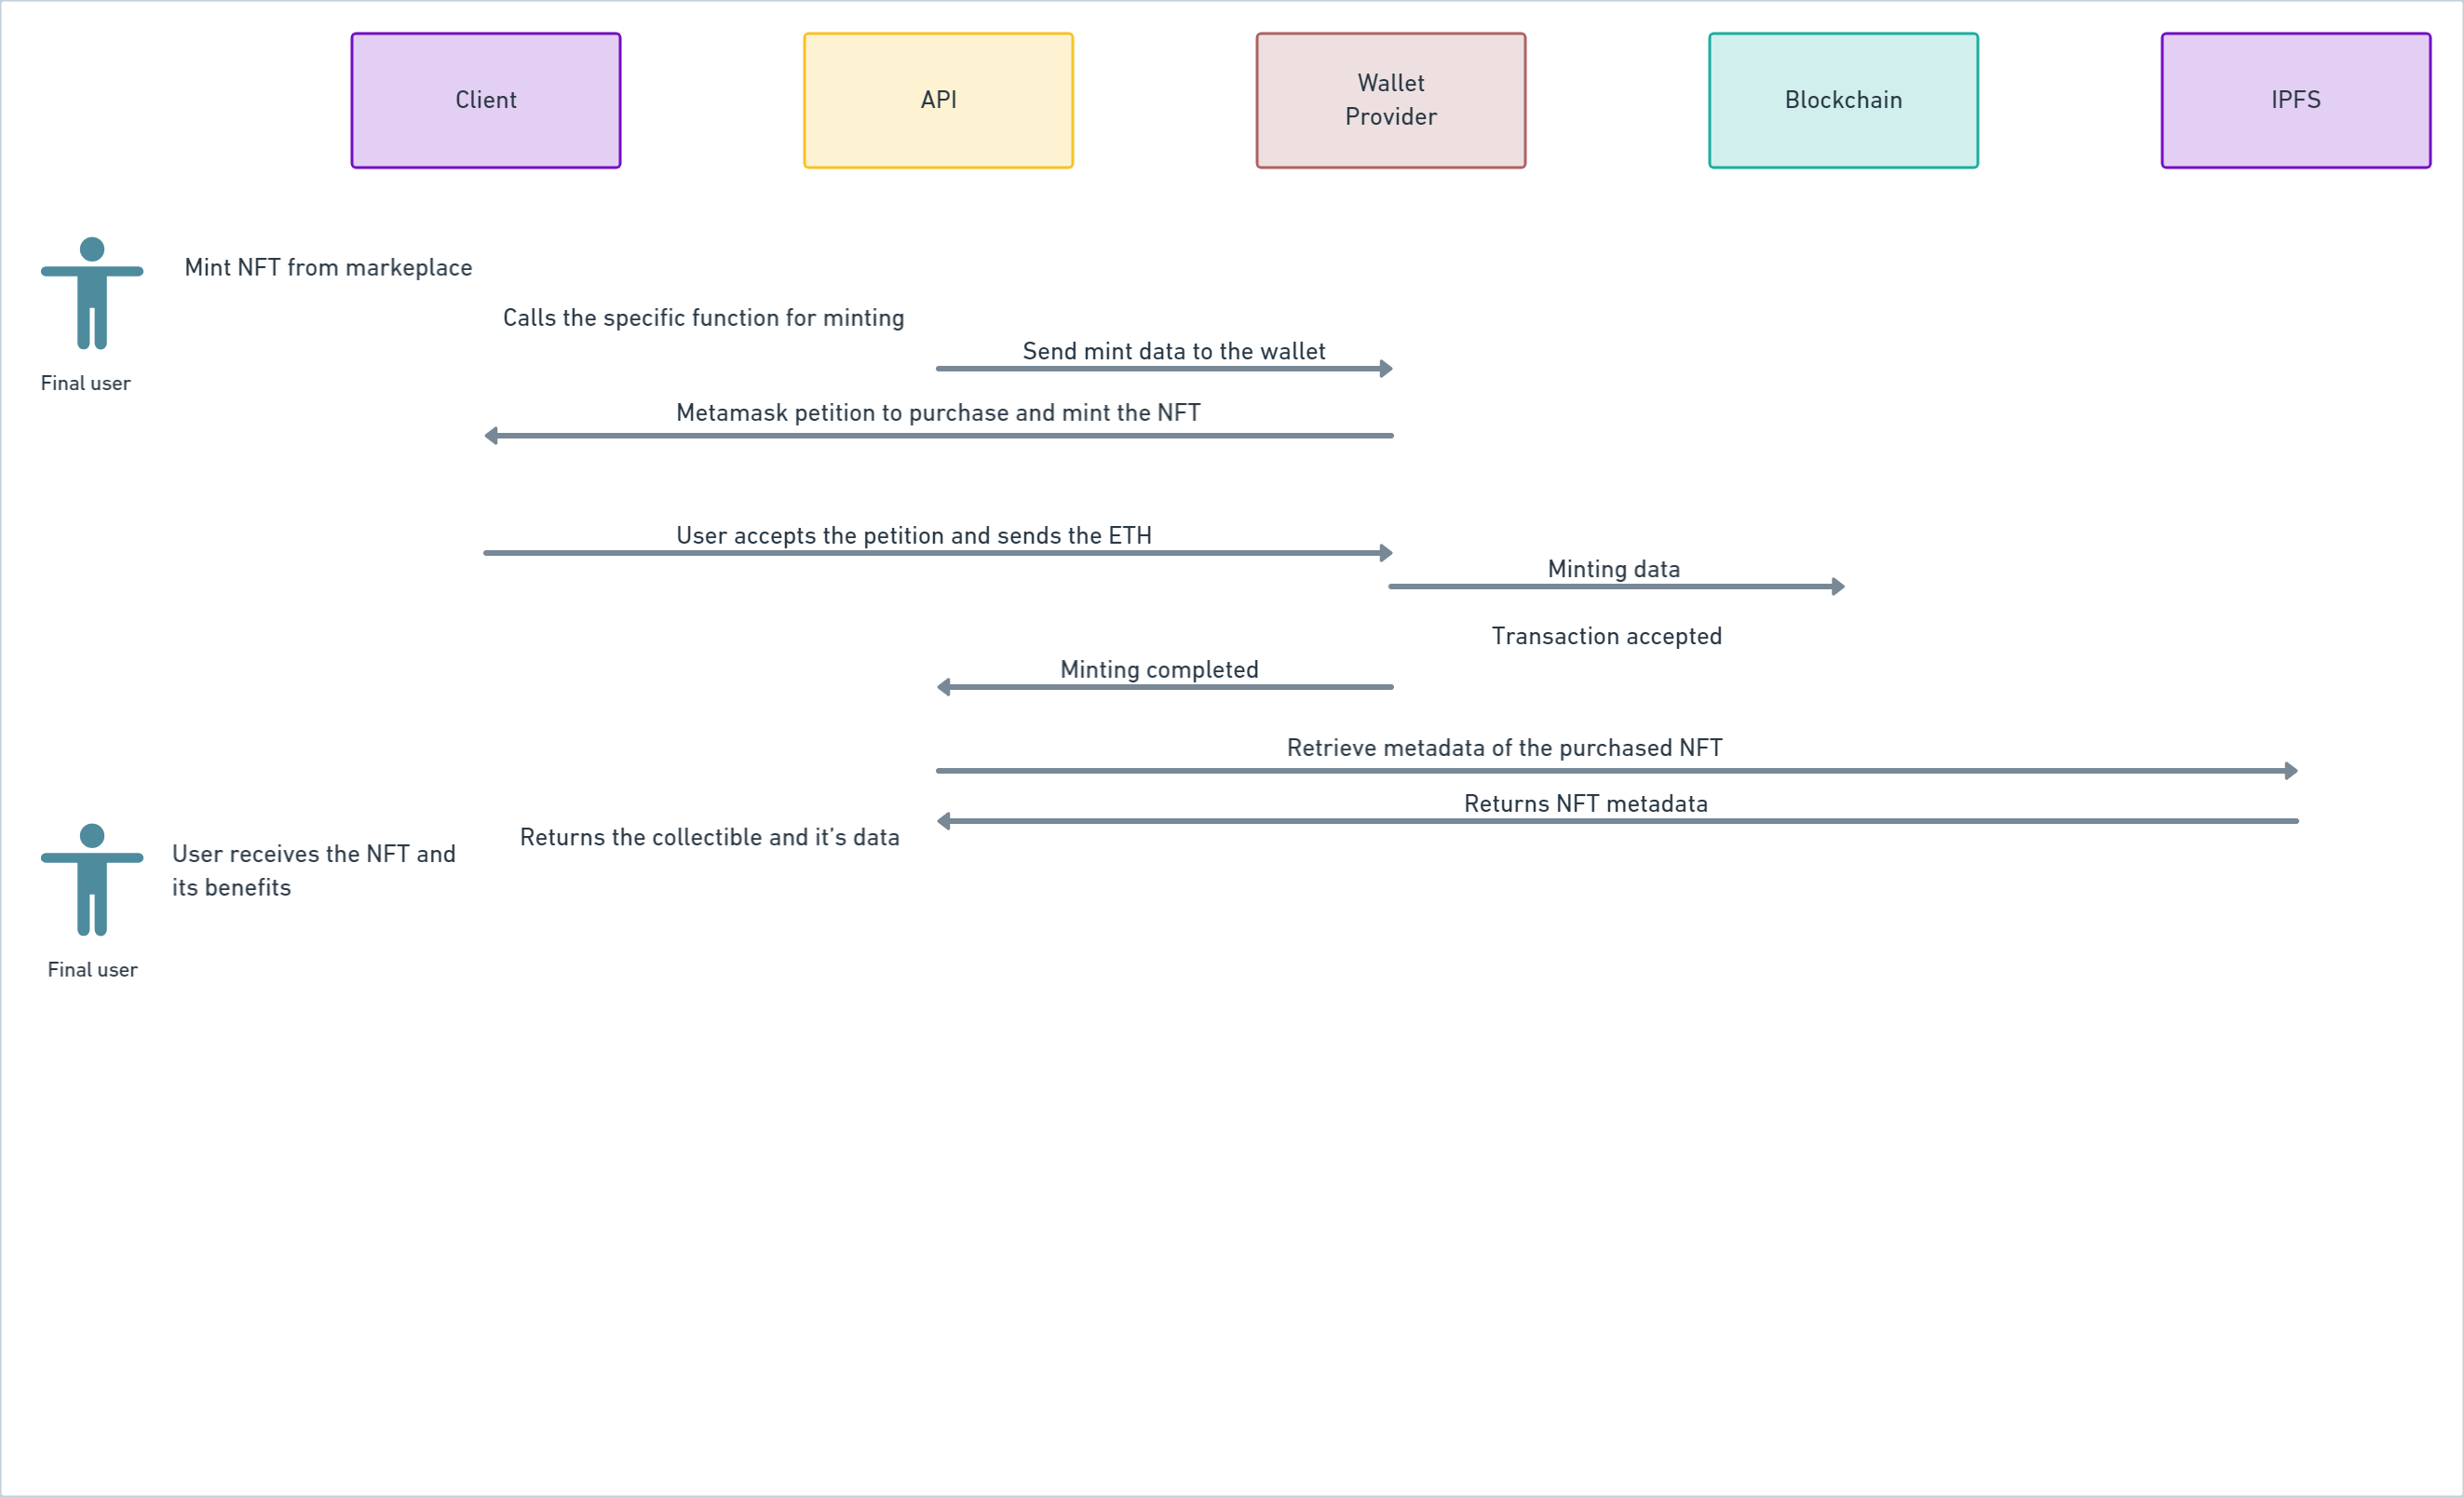 Client
API
Wallet
Provider
Blockchain
IPFS
Mint NFT from markeplace
Calls the specific function for minting
Send mint data to the wallet
Final user
Metamask petition to purchase and mint the NFT
User accepts the petition and sends the ETH
Minting data
Transaction accepted
Minting completed
Retrieve metadata of the purchased NFT
Returns NFT metadata
Returns the collectible and it’s data
User receives the NFT and
its benefits
Final user